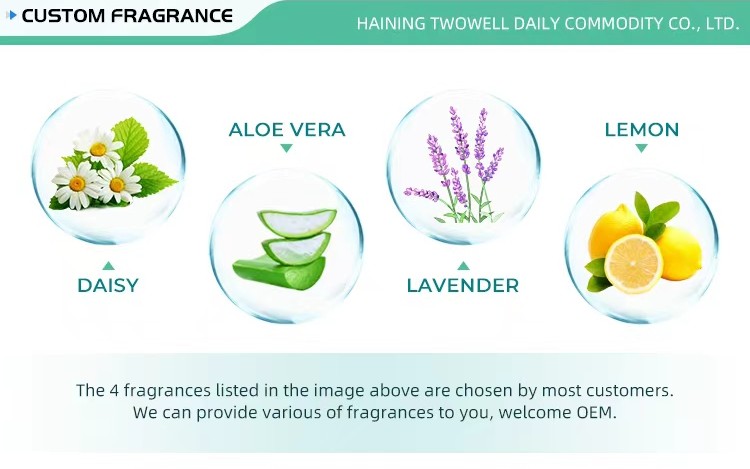 CUSTOM FRAGRANCE
HAINING TWOWELL DAILY COMMODITY CO., LTD.
ALOE VERA
LEMON
DAISY
LAVENDER
The 4 fragrances listed in the image above are chosen by most customers.
We can provide various of fragrances to you, welcome OEM.